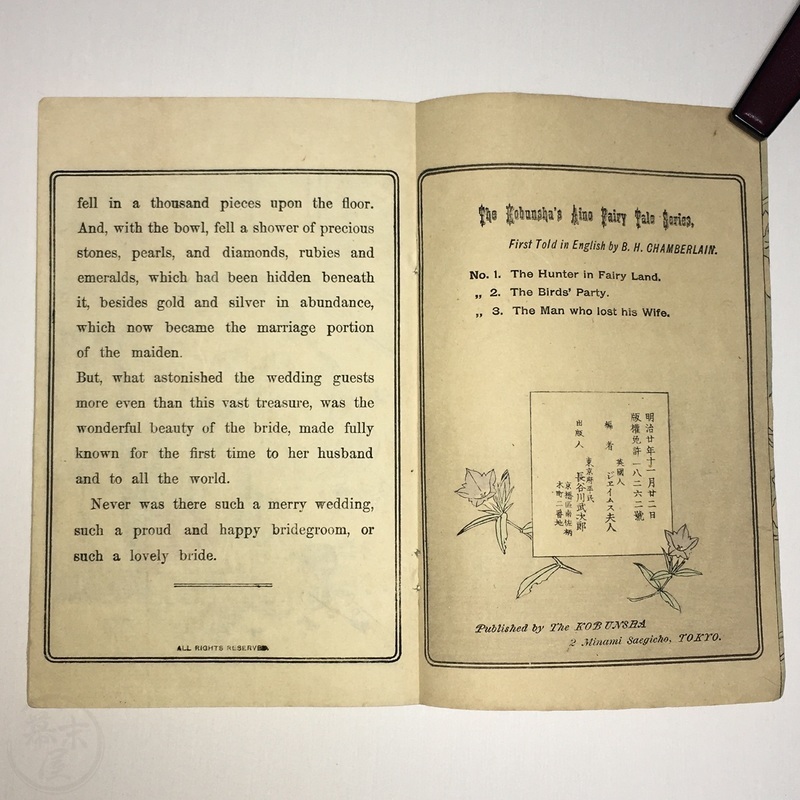 fell in a thousand pieces upon the floor.
And, with the bowl, fell a shower of precious
stones, pearls, and diamonds, rubies and
emeralds, which had been hidden beneath
it, besides gold and silver in abundance,
which now became the marriage portion
of the maiden.
But, what astonished the wedding guests
more even than this vast treasure, was the
wonderful beauty of the bride, made fully
known for the first time to her husband
and to all the world.
Never was there such a merry wedding,
such a proud and happy bridegroom, or
such a lovely bride.
ALL RIGHTS RESERVED.
The Kobunsha's Aino Fairy Tale Series,
First Told in English by B. H. CHAMBERLAIN.
No. 1. The Hunter in Fairy Land.
„ 2. The Birds' Party.
„ 3. The Man who lost his Wife.
明治廿年十一月廿二日
版權免許一八二六二號
英國人
編者 ジエイムス夫人
東京府平民
出版人 長谷川武次郎
京橋區南佐柄
木町二番地
Published by The KOBUNSHA
2 Minami Saegicho, TOKYO.
幕末屋